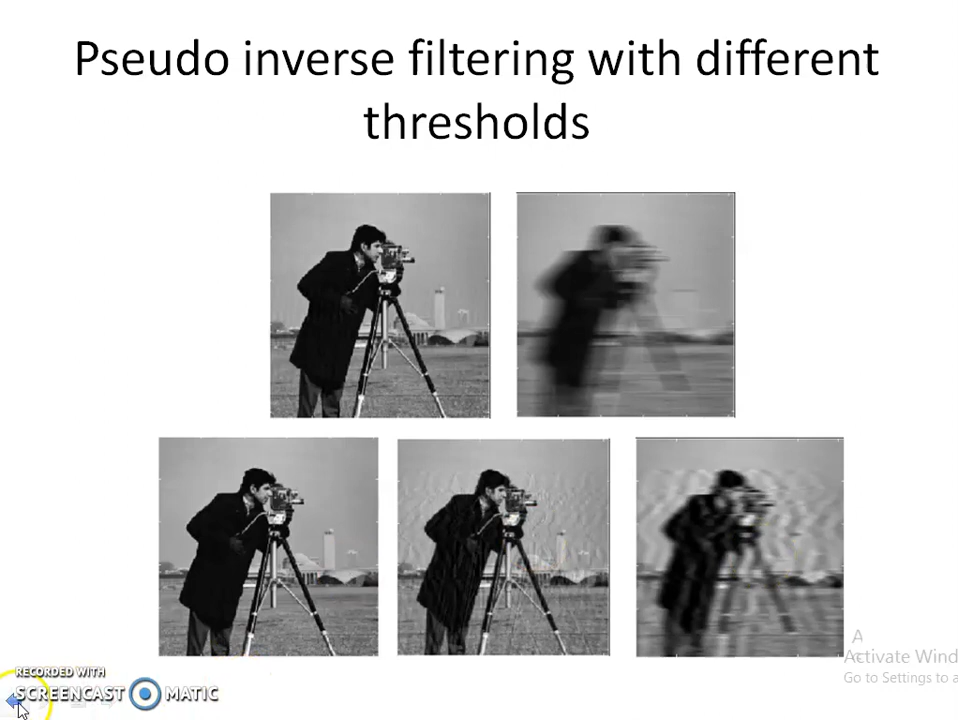 Pseudo inverse filtering with different
thresholds
A
Activate Wind
Go to Settings to a
RECORDED WITH
SCREENCAST MATIC